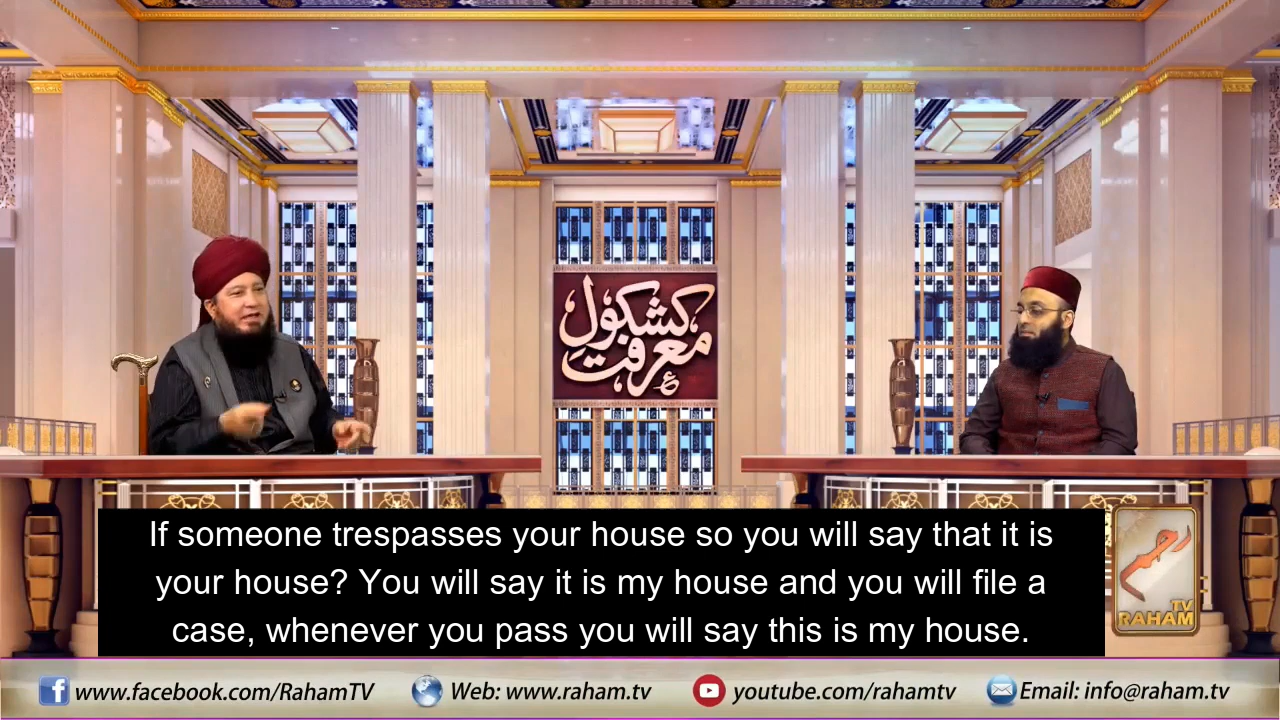 کشکولِ
معرفت
If someone trespasses your house so you will say that it is
your house? You will say it is my house and you will file a
case, whenever you pass you will say this is my house.
رحم
TV
RAHAM
www.facebook.com/RahamTV Web: www.raham.tv youtube.com/rahamtv Email: info@raham.tv